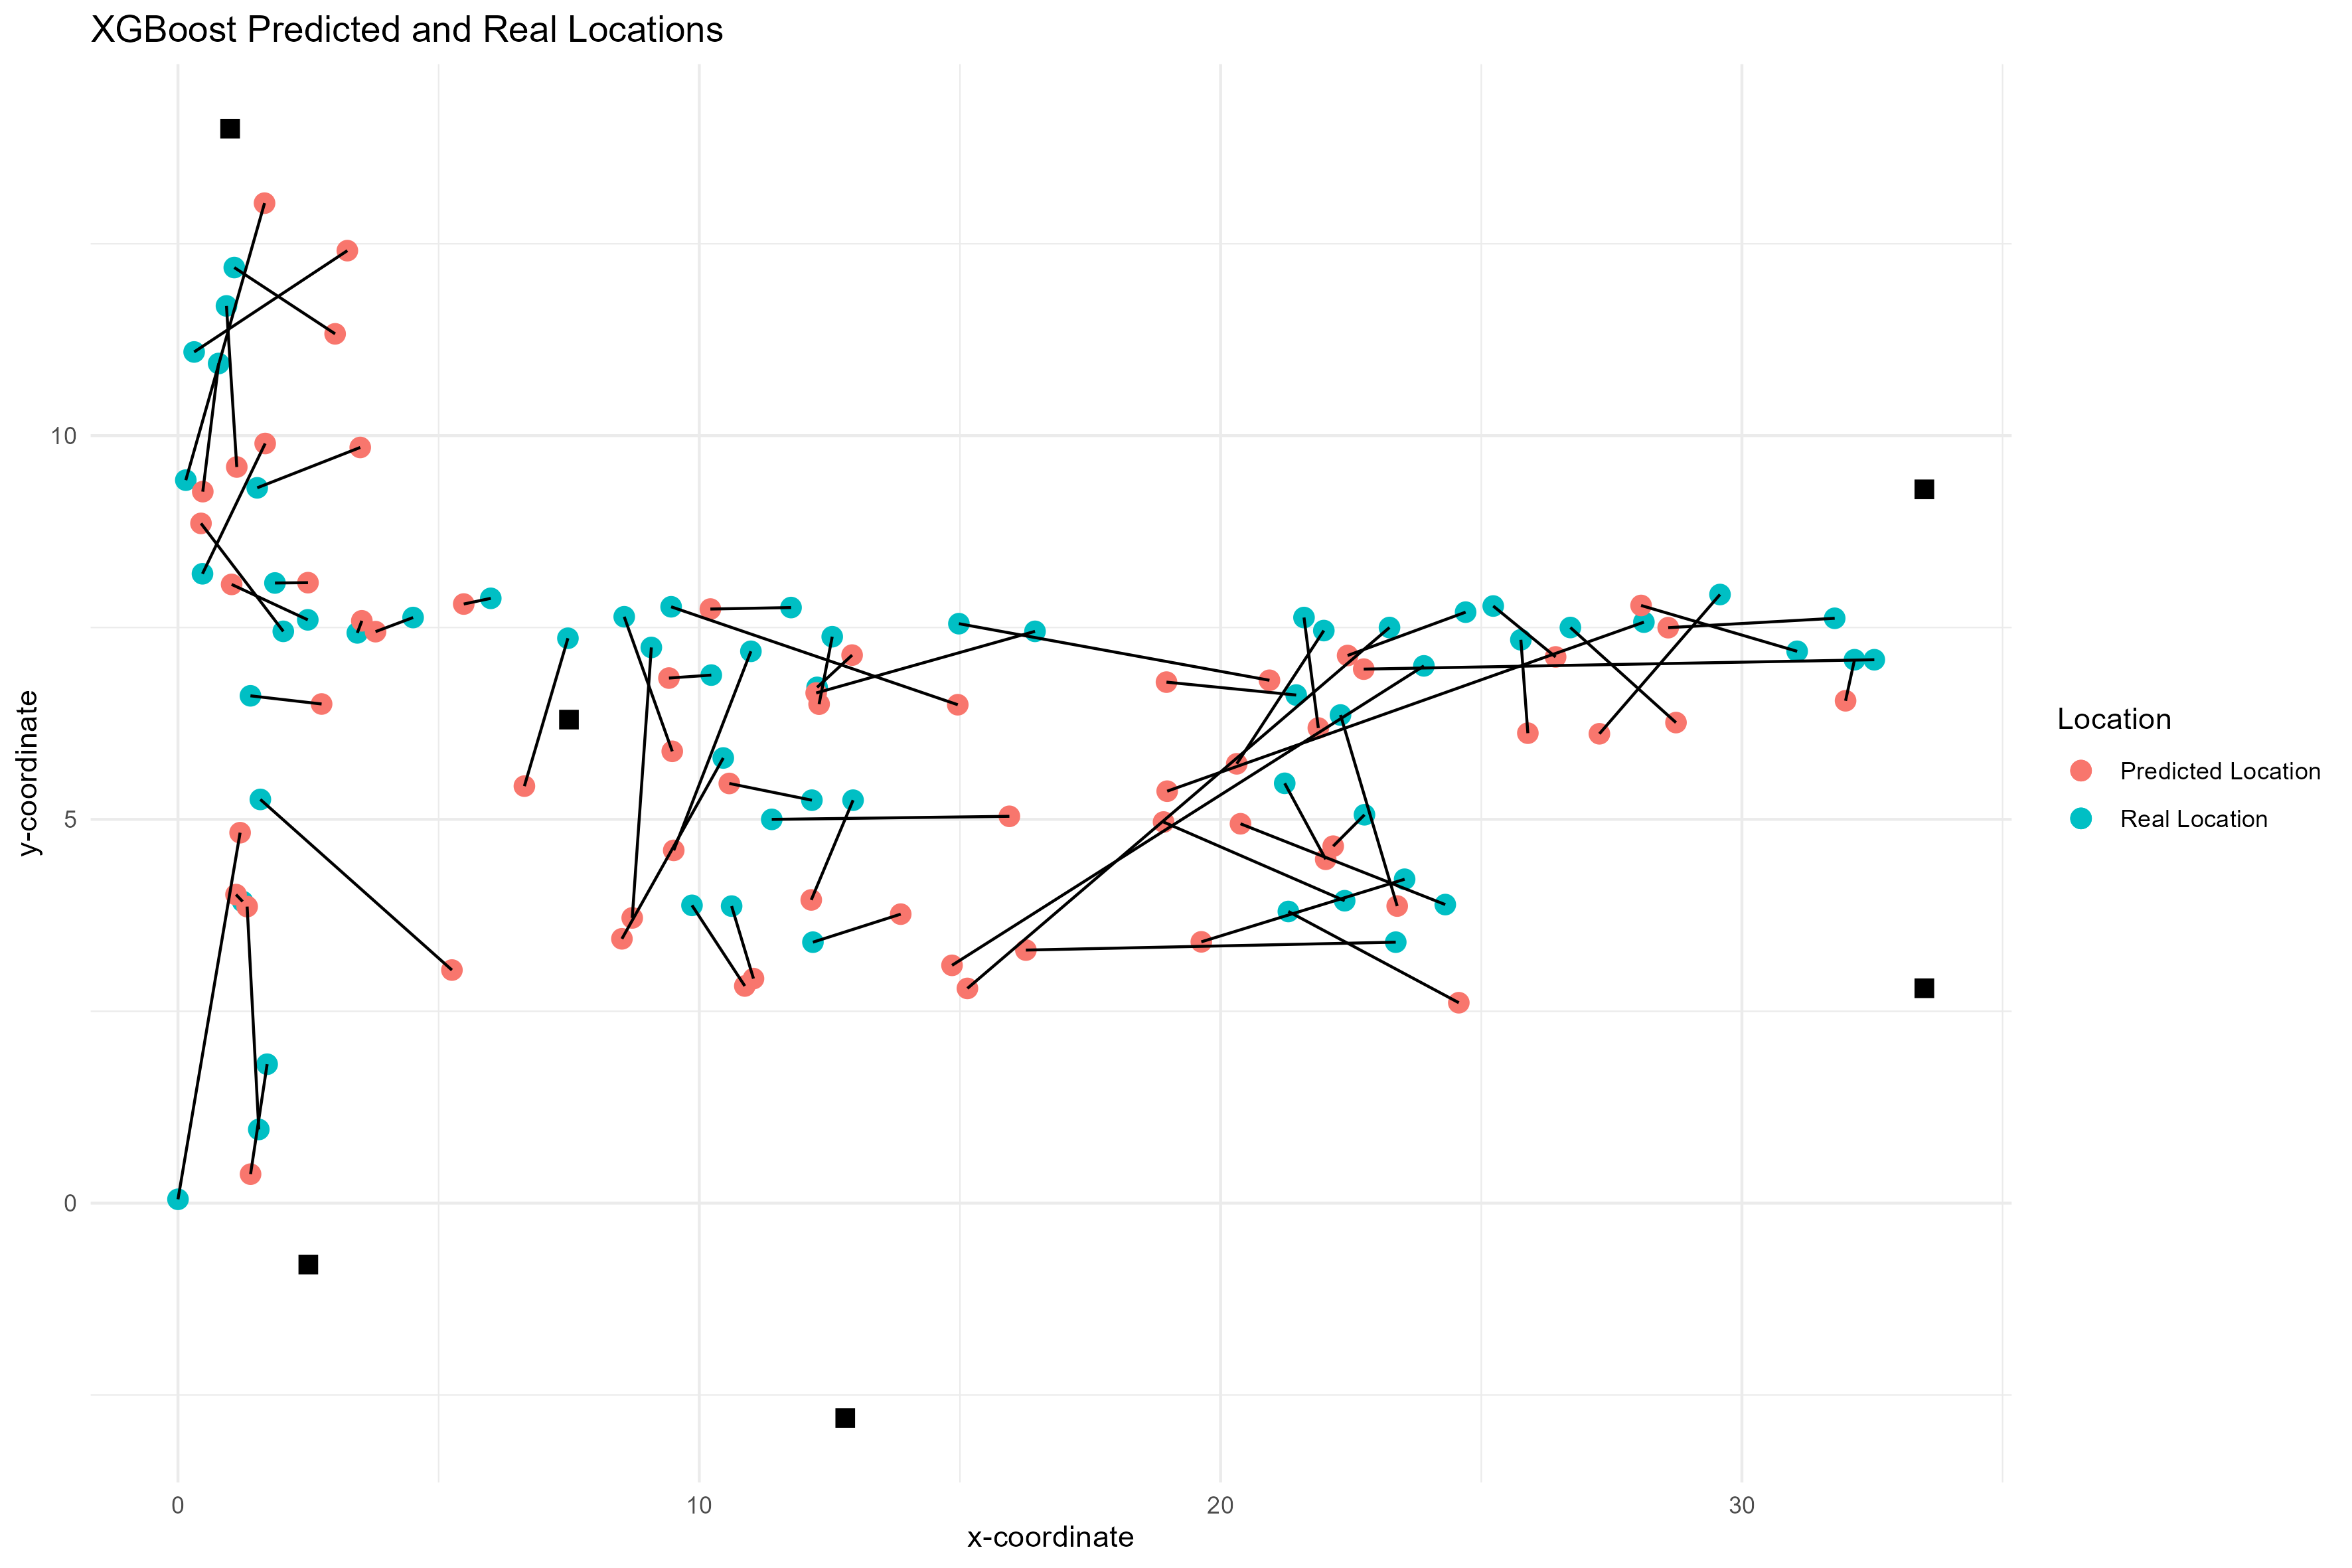 XGBoost Predicted and Real Locations
y-coordinate
10
5
0
0 10 20 30
x-coordinate
Location
Predicted Location
Real Location